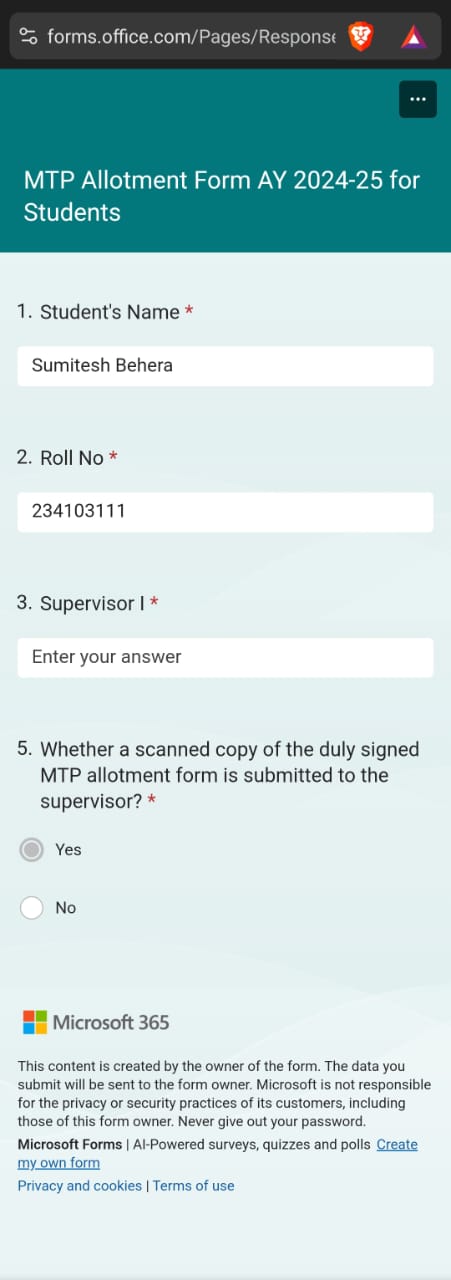 forms.office.com/Pages/Response
MTP Allotment Form AY 2024-25 for
Students
1. Student's Name *
Sumitesh Behera
2. Roll No *
234103111
3. Supervisor I *
Enter your answer
5. Whether a scanned copy of the duly signed
MTP allotment form is submitted to the
supervisor? *
Yes
No
Microsoft 365
This content is created by the owner of the form. The data you
submit will be sent to the form owner. Microsoft is not responsible
for the privacy or security practices of its customers, including
those of this form owner. Never give out your password.
Microsoft Forms | AI-Powered surveys, quizzes and polls Create
my own form
Privacy and cookies | Terms of use